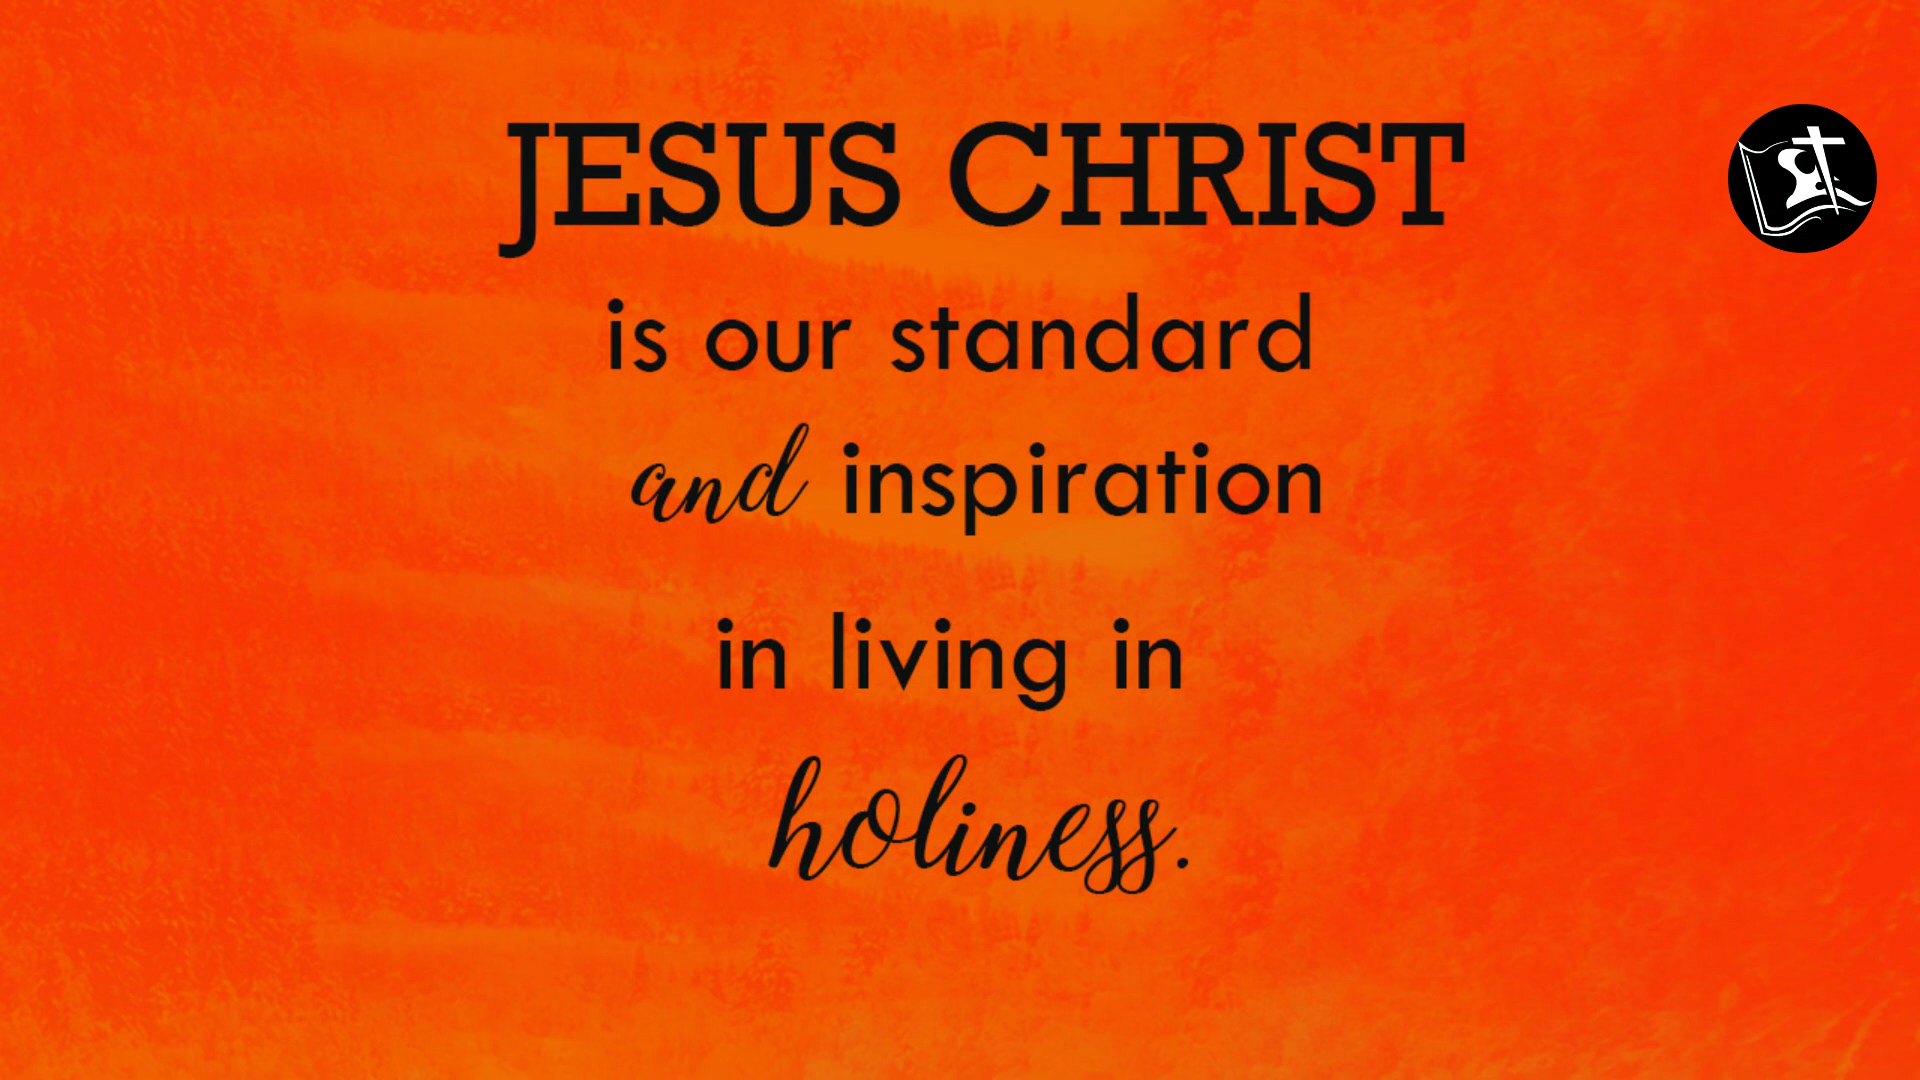 JESUS CHRIST
is our standard
and inspiration
in living in
holiness.